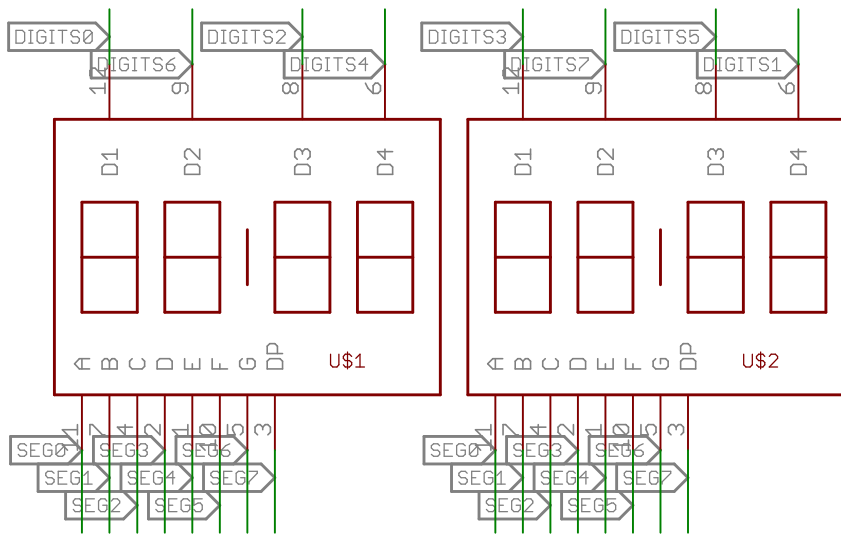 DIGITS0 DIGITS2 DIGITS3 DIGITS5
DIGITS6 DIGITS4 DIGITS7 DIGITS1
12 9 8 6 12 9 8 6
D1 D2 D3 D4 D1 D2 D3 D4
A B C D E F G DP U$1 A B C D E F G DP U$2
11 7 4 2 1 10 5 3 11 7 4 2 1 10 5 3
SEG0 SEG3 SEG6 SEG0 SEG3 SEG6
SEG1 SEG4 SEG7 SEG1 SEG4 SEG7
SEG2 SEG5 SEG2 SEG5